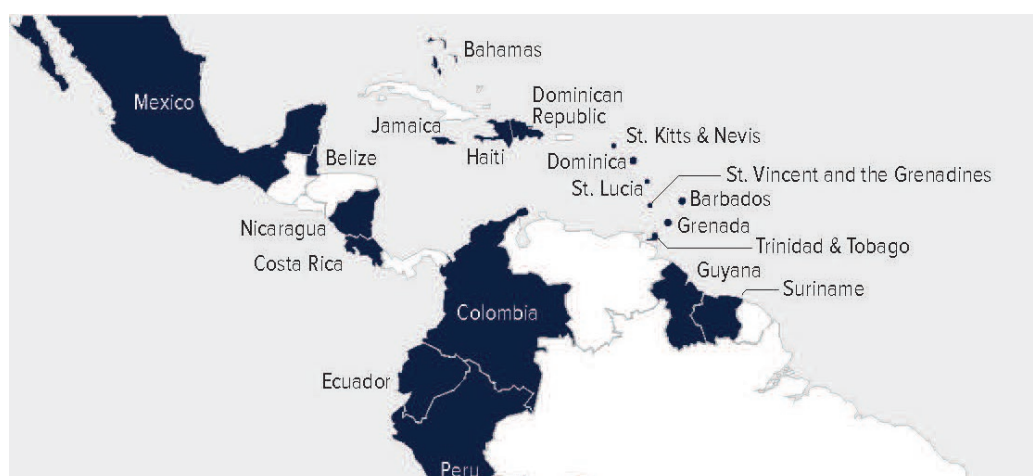 Bahamas
Mexico
Dominican
Republic
Jamaica
St. Kitts & Nevis
Haiti
Belize
Dominica
St. Vincent and the Grenadines
St. Lucia
Barbados
Nicaragua
Grenada
Trinidad & Tobago
Costa Rica
Guyana
Suriname
Colombia
Ecuador
Peru